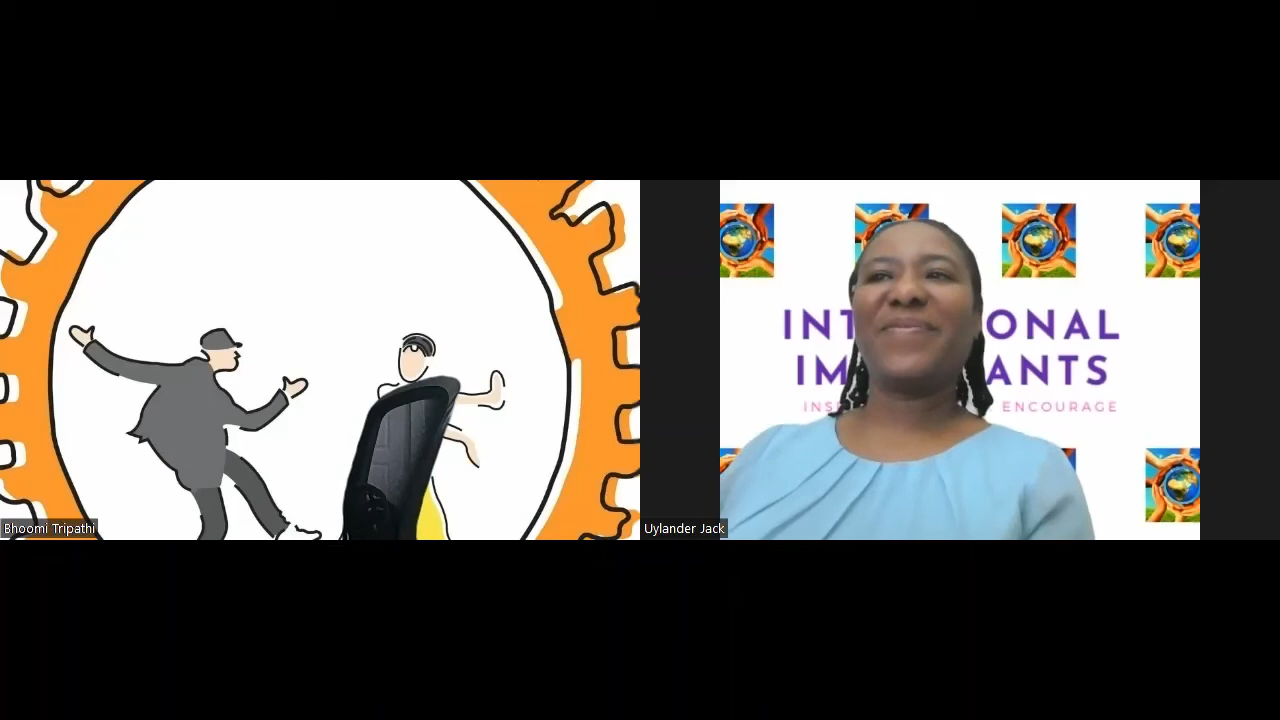 Bhoomi Tripathi
INT ONAL
IM ANTS
INS ENCOURAGE
Uylander Jack